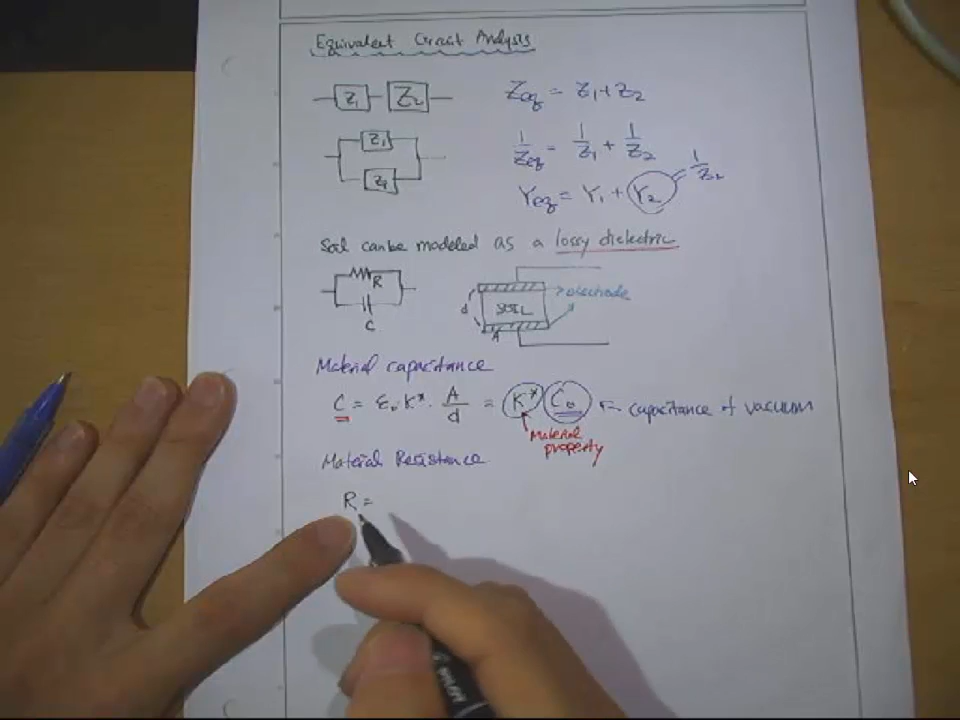 Equivalent Circuit Analysis
Z1 Z2 Zeq = Z1 + Z2
Z1
Z2
1/Zeq = 1/Z1 + 1/Z2
Yeq = Y1 + Y2 = 1/Z2
Soil can be modeled as a lossy dielectric
R
C
d SOIL electrode
A
Material capacitance
C = ε0 K* · A/d = K* C0 ← capacitance of vacuum
Material property
Material Resistance
R =